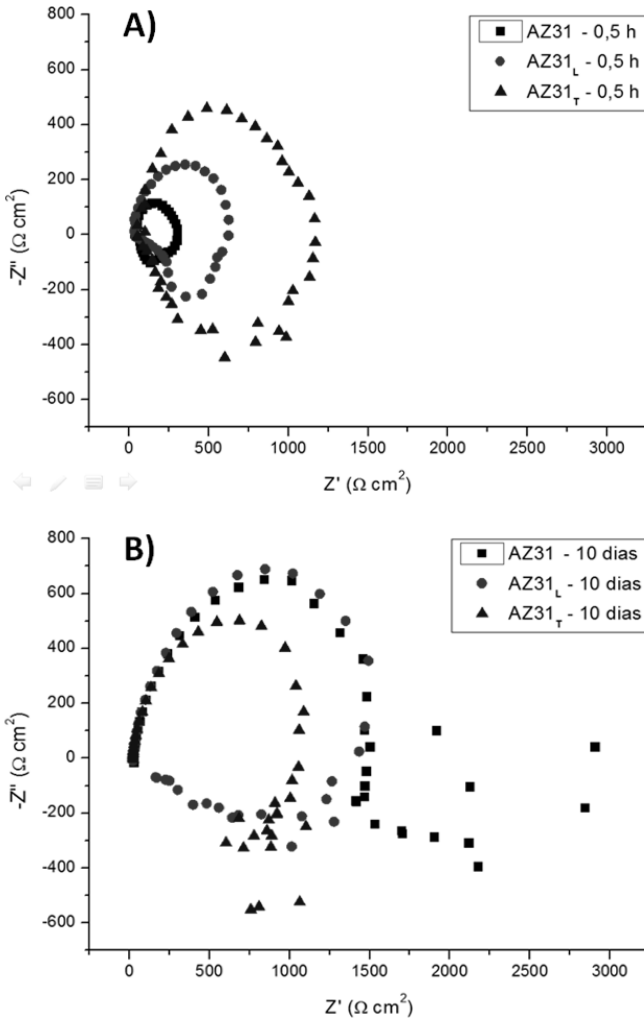 A)
AZ31 - 0,5 h
AZ31L - 0,5 h
AZ31T - 0,5 h
800
600
400
200
0
-200
-400
-600
-Z'' (Ω cm²)
0 500 1000 1500 2000 2500 3000
Z' (Ω cm²)
B)
AZ31 - 10 dias
AZ31L - 10 dias
AZ31T - 10 dias
800
600
400
200
0
-200
-400
-600
-Z'' (Ω cm²)
0 500 1000 1500 2000 2500 3000
Z' (Ω cm²)